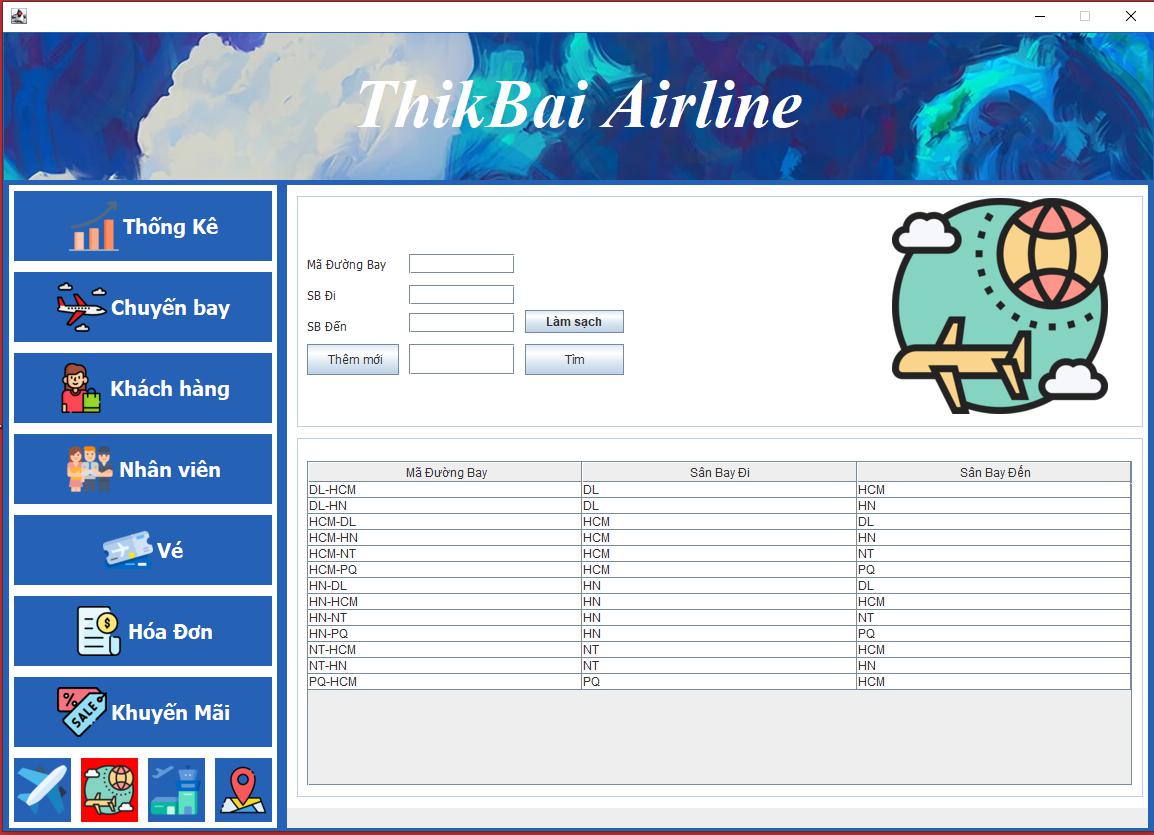 ThikBai Airline
Thống Kê
Chuyến bay
Khách hàng
Nhân viên
Vé
Hóa Đơn
Khuyến Mãi
%
SALE
Mã Đường Bay
SB Đi
SB Đến
Làm sạch
Thêm mới
Tìm
Mã Đường Bay Sân Bay Đi Sân Bay Đến
DL-HCM DL HCM
DL-HN DL HN
HCM-DL HCM DL
HCM-HN HCM HN
HCM-NT HCM NT
HCM-PQ HCM PQ
HN-DL HN DL
HN-HCM HN HCM
HN-NT HN NT
HN-PQ HN PQ
NT-HCM NT HCM
NT-HN NT HN
PQ-HCM PQ HCM